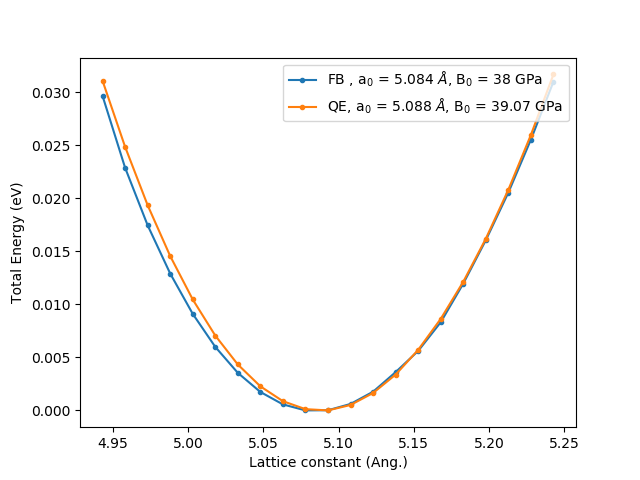 FB , a₀ = 5.084 Å, B₀ = 38 GPa
QE, a₀ = 5.088 Å, B₀ = 39.07 GPa
0.030
0.025
0.020
0.015
0.010
0.005
0.000
Total Energy (eV)
4.95 5.00 5.05 5.10 5.15 5.20 5.25
Lattice constant (Ang.)